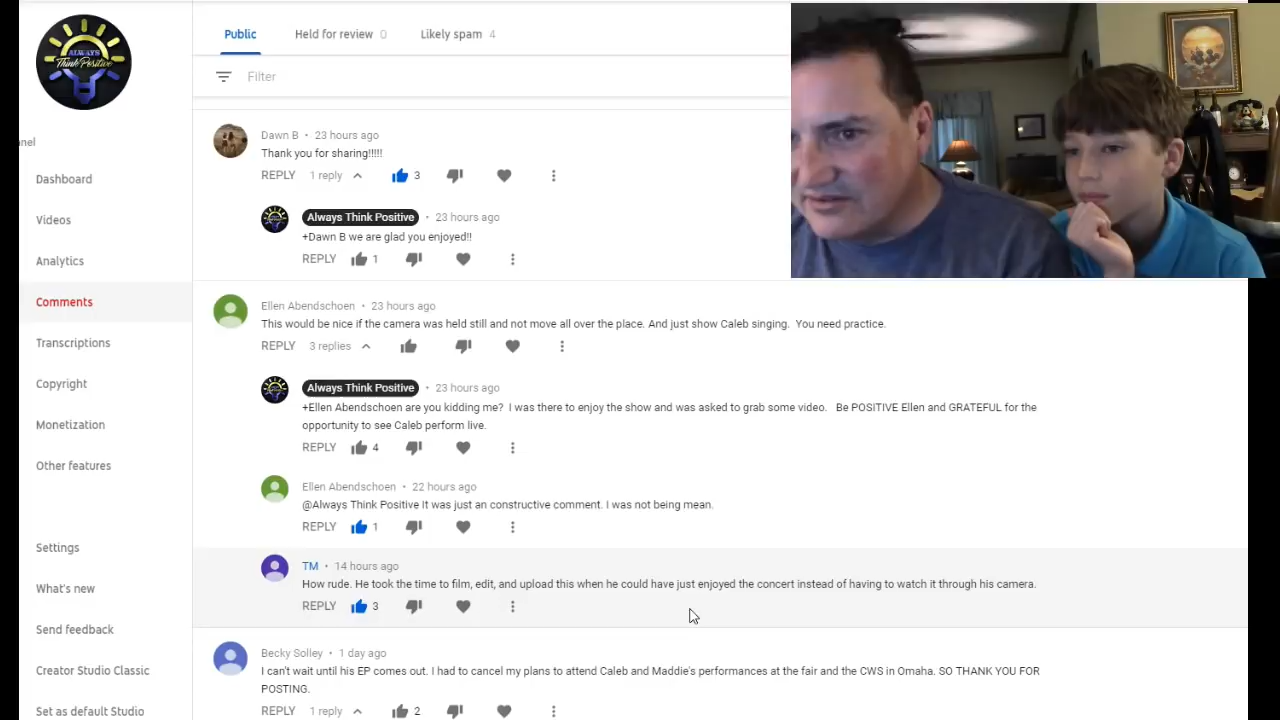 ALWAYS
Think Positive
Public
Held for review 0
Likely spam 4
Filter
nel
Dashboard
Videos
Analytics
Comments
Transcriptions
Copyright
Monetization
Other features
Settings
What's new
Send feedback
Creator Studio Classic
Set as default Studio
Dawn B • 23 hours ago
Thank you for sharing!!!!!
REPLY 1 reply 3
Always Think Positive • 23 hours ago
+Dawn B we are glad you enjoyed!!
REPLY 1
Ellen Abendschoen • 23 hours ago
This would be nice if the camera was held still and not move all over the place. And just show Caleb singing. You need practice.
REPLY 3 replies
Always Think Positive • 23 hours ago
+Ellen Abendschoen are you kidding me? I was there to enjoy the show and was asked to grab some video. Be POSITIVE Ellen and GRATEFUL for the
opportunity to see Caleb perform live.
REPLY 4
Ellen Abendschoen • 22 hours ago
@Always Think Positive It was just an constructive comment. I was not being mean.
REPLY 1
TM • 14 hours ago
How rude. He took the time to film, edit, and upload this when he could have just enjoyed the concert instead of having to watch it through his camera.
REPLY 3
Becky Solley • 1 day ago
I can't wait until his EP comes out. I had to cancel my plans to attend Caleb and Maddie's performances at the fair and the CWS in Omaha. SO THANK YOU FOR
POSTING.
REPLY 1 reply 2